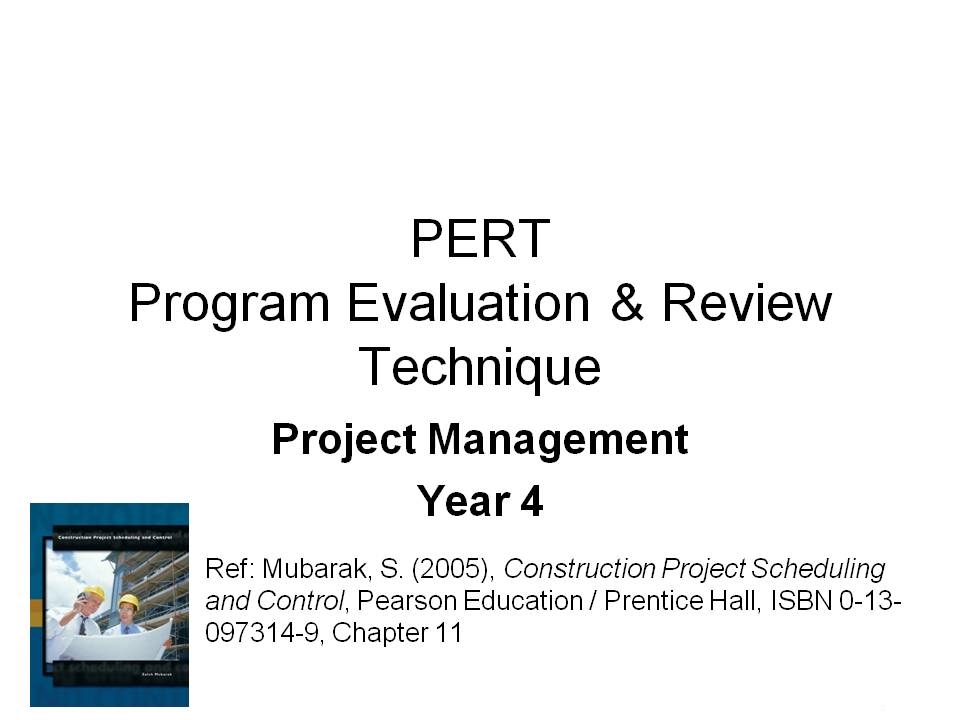 PERT
Program Evaluation & Review
Technique
Project Management
Year 4
Construction Project Scheduling and Control
Saleh Mubarak
Ref: Mubarak, S. (2005), Construction Project Scheduling
and Control, Pearson Education / Prentice Hall, ISBN 0-13-
097314-9, Chapter 11